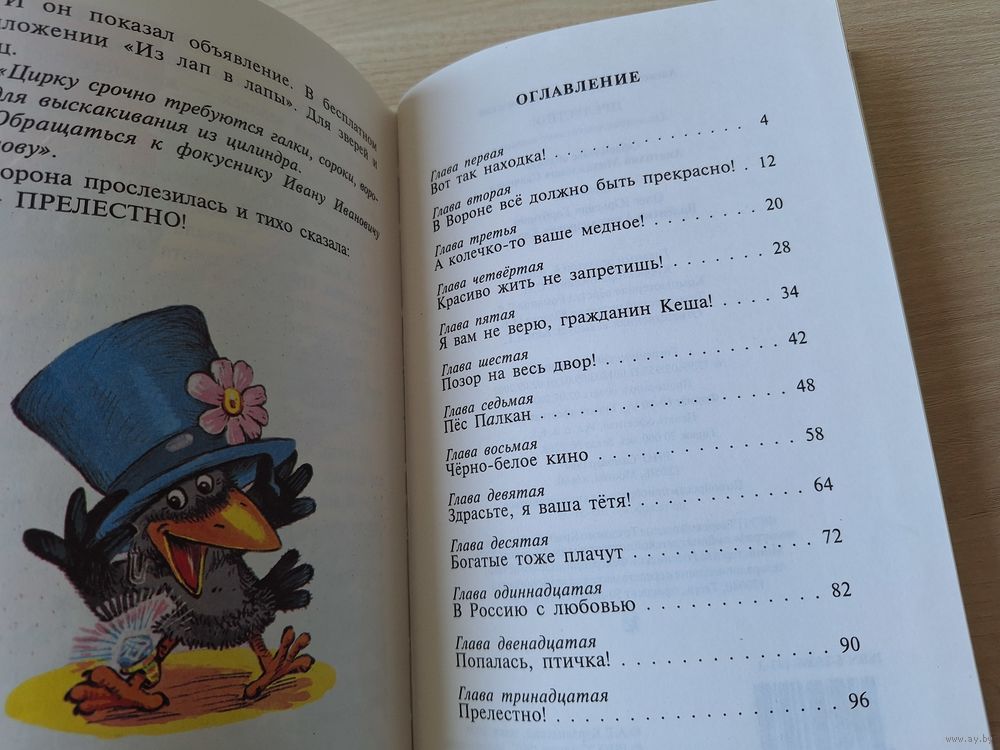 И он показал объявление. В бесплатном
ложении «Из лап в лапы». Для зверей и
ц.
«Цирку срочно требуются галки, сороки, воро-
для выскакивания из цилиндра.
Обращаться к фокуснику Ивану Ивановичу
ову».
орона прослезилась и тихо сказала:
ПРЕЛЕСТНО!
ОГЛАВЛЕНИЕ
Глава первая
Вот так находка! . . . . . . . . . . . . 4
Глава вторая
В Вороне всё должно быть прекрасно! . 12
Глава третья
А колечко-то ваше медное! . . . . . . . 20
Глава четвёртая
Красиво жить не запретишь! . . . . . . . 28
Глава пятая
Я вам не верю, гражданин Кеша! . . . . 34
Глава шестая
Позор на весь двор! . . . . . . . . . . . . 42
Глава седьмая
Пёс Палкан . . . . . . . . . . . . . . . . 48
Глава восьмая
Чёрно-белое кино . . . . . . . . . . . . . 58
Глава девятая
Здрасьте, я ваша тётя! . . . . . . . . . . . 64
Глава десятая
Богатые тоже плачут . . . . . . . . . . . . 72
Глава одиннадцатая
В Россию с любовью . . . . . . . . . . . . 82
Глава двенадцатая
Попалась, птичка! . . . . . . . . . . . . . 90
Глава тринадцатая
Прелестно! . . . . . . . . . . . . . . . . . 96
www.ay.by